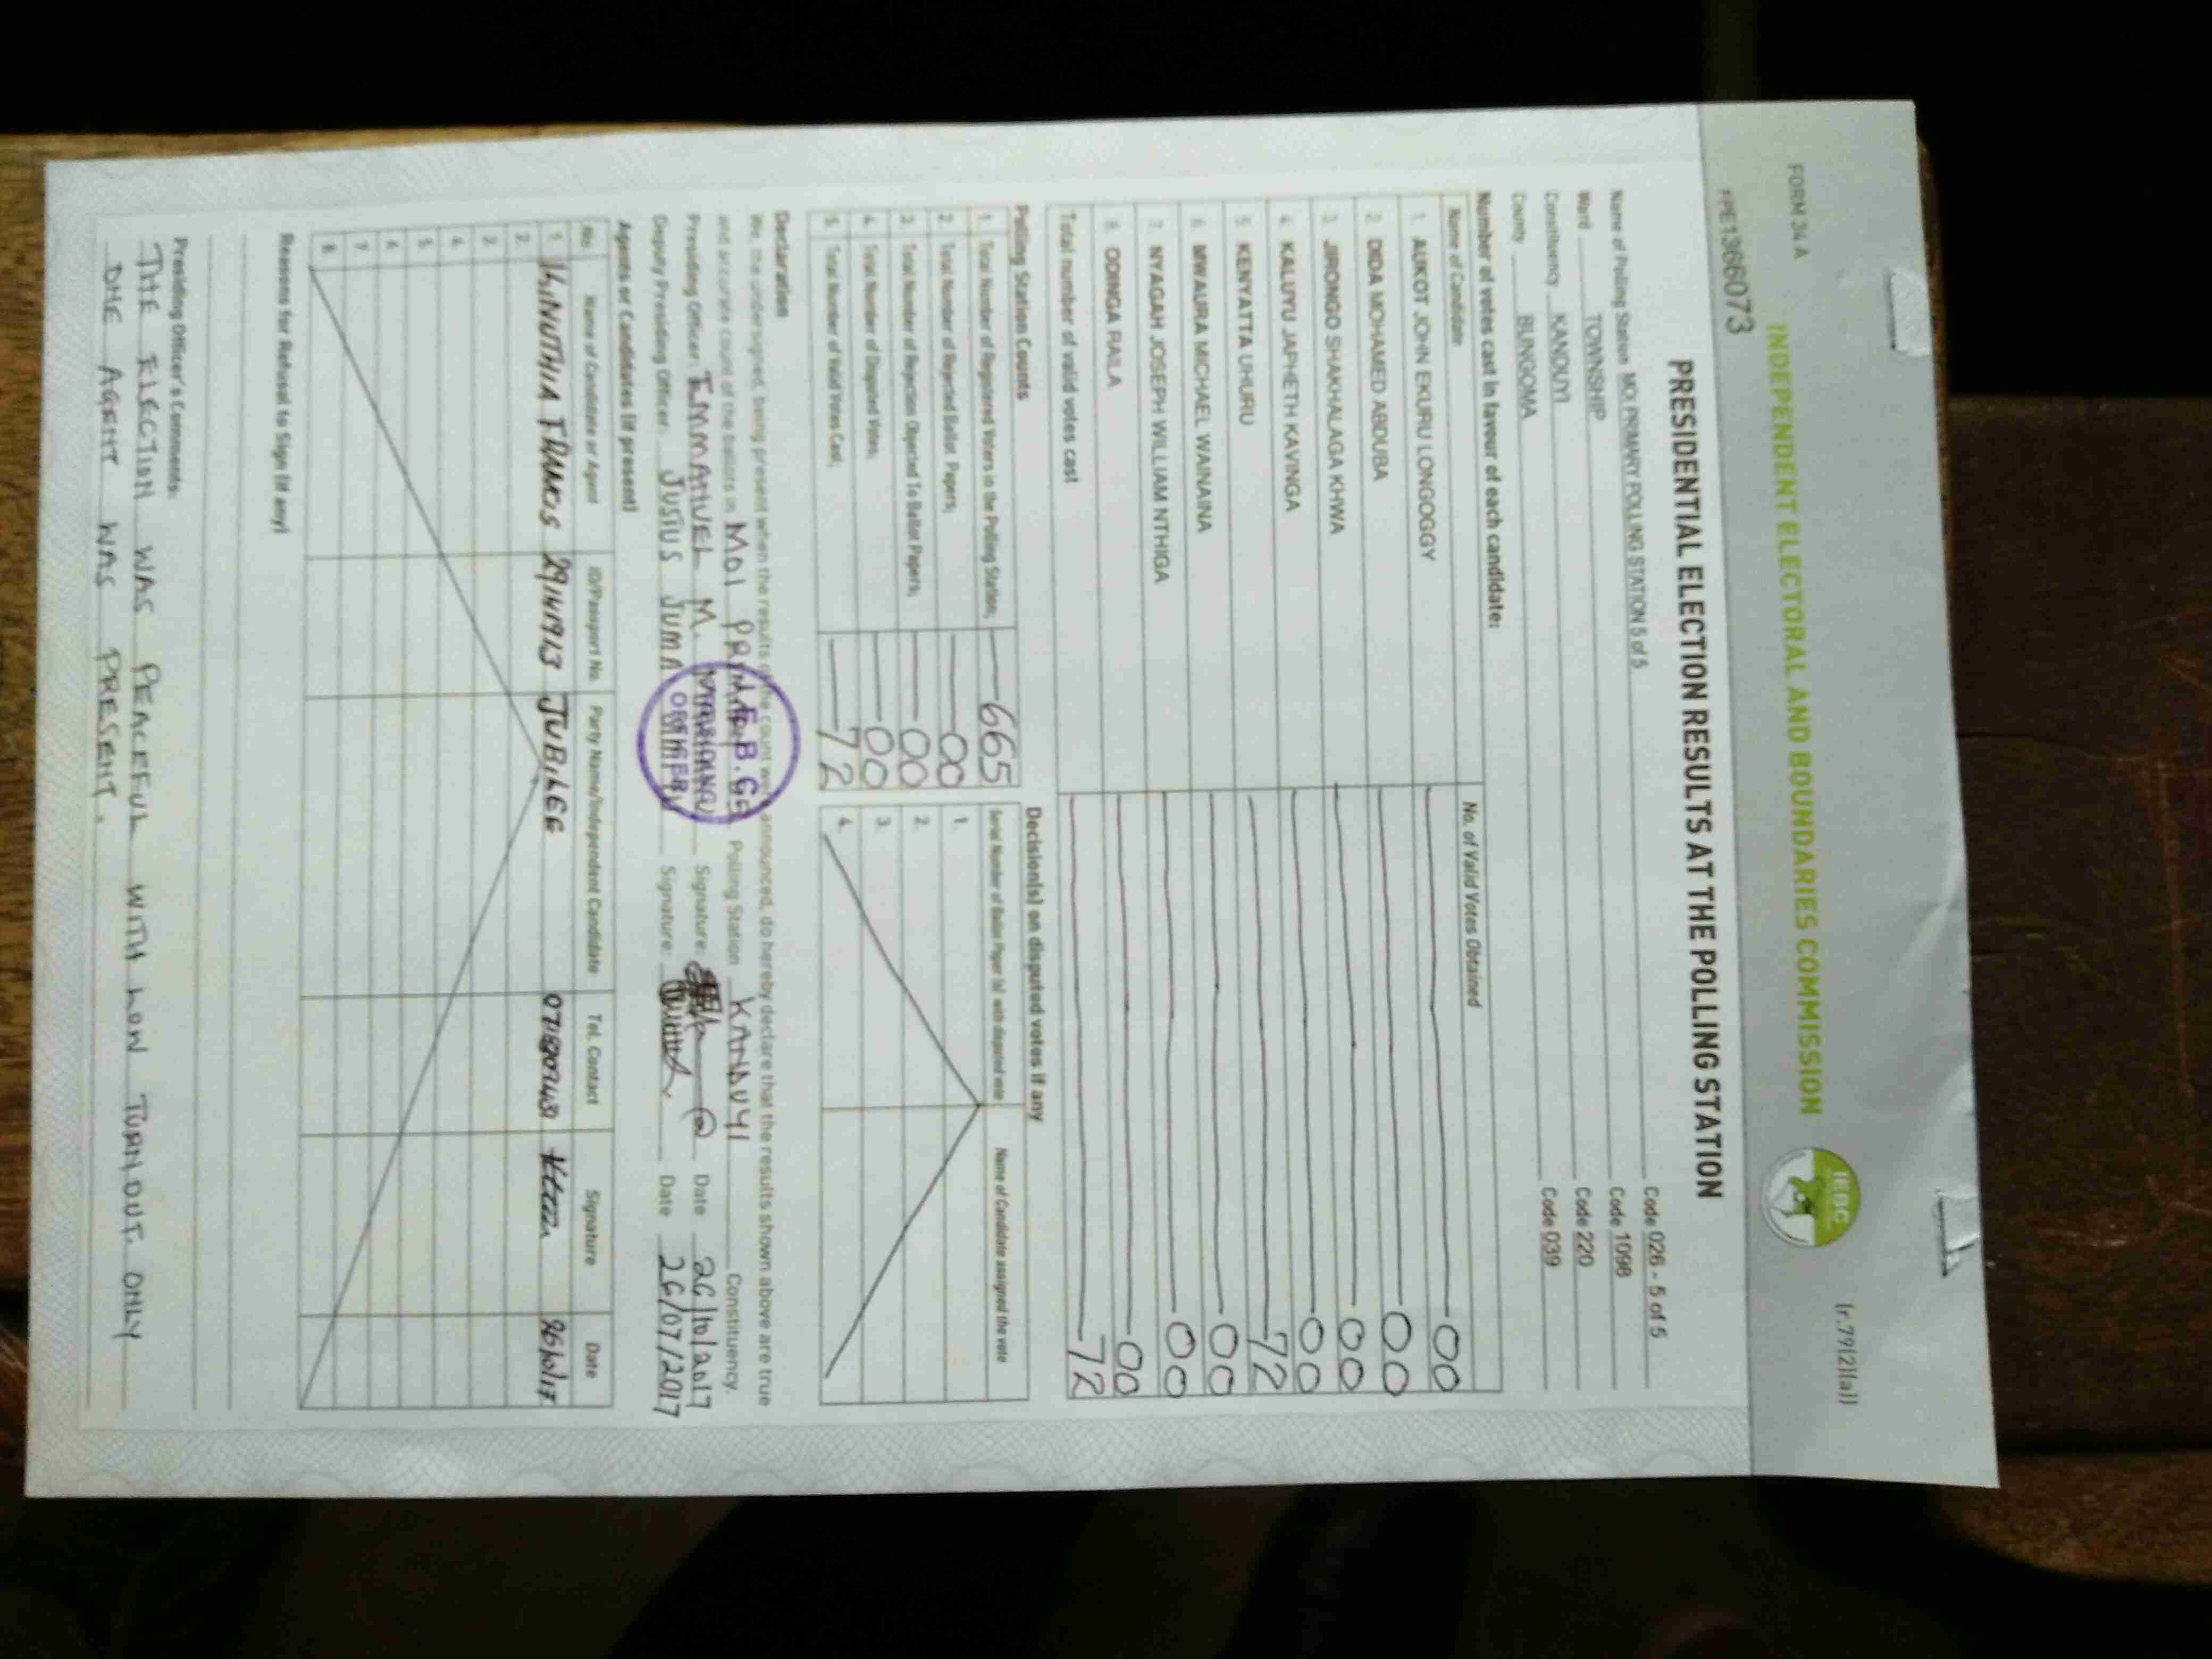 FORM 34 A
(r.79(2)(a))
INDEPENDENT ELECTORAL AND BOUNDARIES COMMISSION
IEBC
FPE1366073
PRESIDENTIAL ELECTION RESULTS AT THE POLLING STATION
Name of Polling Station MOI PRIMARY POLLING STATION 5 of 5 Code 026 - 5 of 5
Ward TOWNSHIP Code 1098
Constituency KANDUYI Code 220
County BUNGOMA Code 039
Number of votes cast in favour of each candidate:
Name of Candidate No. of Valid Votes Obtained
1. AUKOT JOHN EKURU LONGOGGY 00
2. DIDA MOHAMED ABDUBA 00
3. JIRONGO SHAKHALAGA KHWA 00
4. KALUYU JAPHETH KAVINGA 00
5. KENYATTA UHURU 72
6. MWAURA MICHAEL WAINAINA 00
7. NYAGAH JOSEPH WILLIAM NTHIGA 00
8. ODINGA RAILA 00
Total number of valid votes cast 72
Polling Station Counts
1. Total Number of Registered Voters in the Polling Station; 665
2. Total Number of Rejected Ballot Papers; 00
3. Total Number of Rejection Objected To Ballot Papers; 00
4. Total Number of Disputed Votes; 00
5. Total Number of Valid Votes Cast; 72
Decision(s) on disputed votes if any
Serial Number of Ballot Paper (s) with disputed vote Name of Candidate assigned the vote
1.
2.
3.
4.
Declaration
We, the undersigned, being present when the results of the count were announced, do hereby declare that the results shown above are true
and accurate count of the ballots in MOI PRIMARY Polling Station KANDUYI Constituency.
Presiding Officer: EMMANUEL M. Signature: Date 26/10/2017
Deputy Presiding Officer: JUSTUS JUMA Signature: Date 26/07/2017
Agents or Candidates (if present)
No. Name of Candidate or Agent ID/Passport No. Party Name/Independent Candidate Tel. Contact Signature Date
1. KINUTHIA FRANCIS 29141913 JUBILEE 26/10/17
2.
3.
4.
5.
6.
7.
8.
Reasons for Refusal to Sign (if any)
Presiding Officer's Comments:
THE ELECTION WAS PEACEFUL WITH LOW TURNOUT. ONLY
ONE AGENT WAS PRESENT.